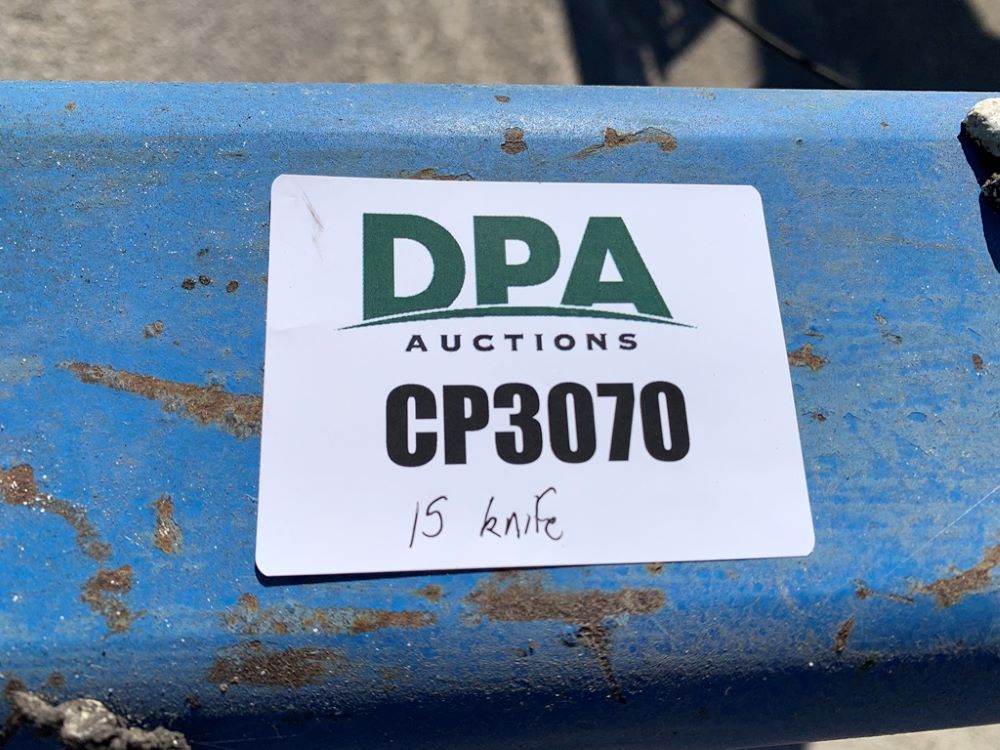 DPA
AUCTIONS
CP3070
15 knife